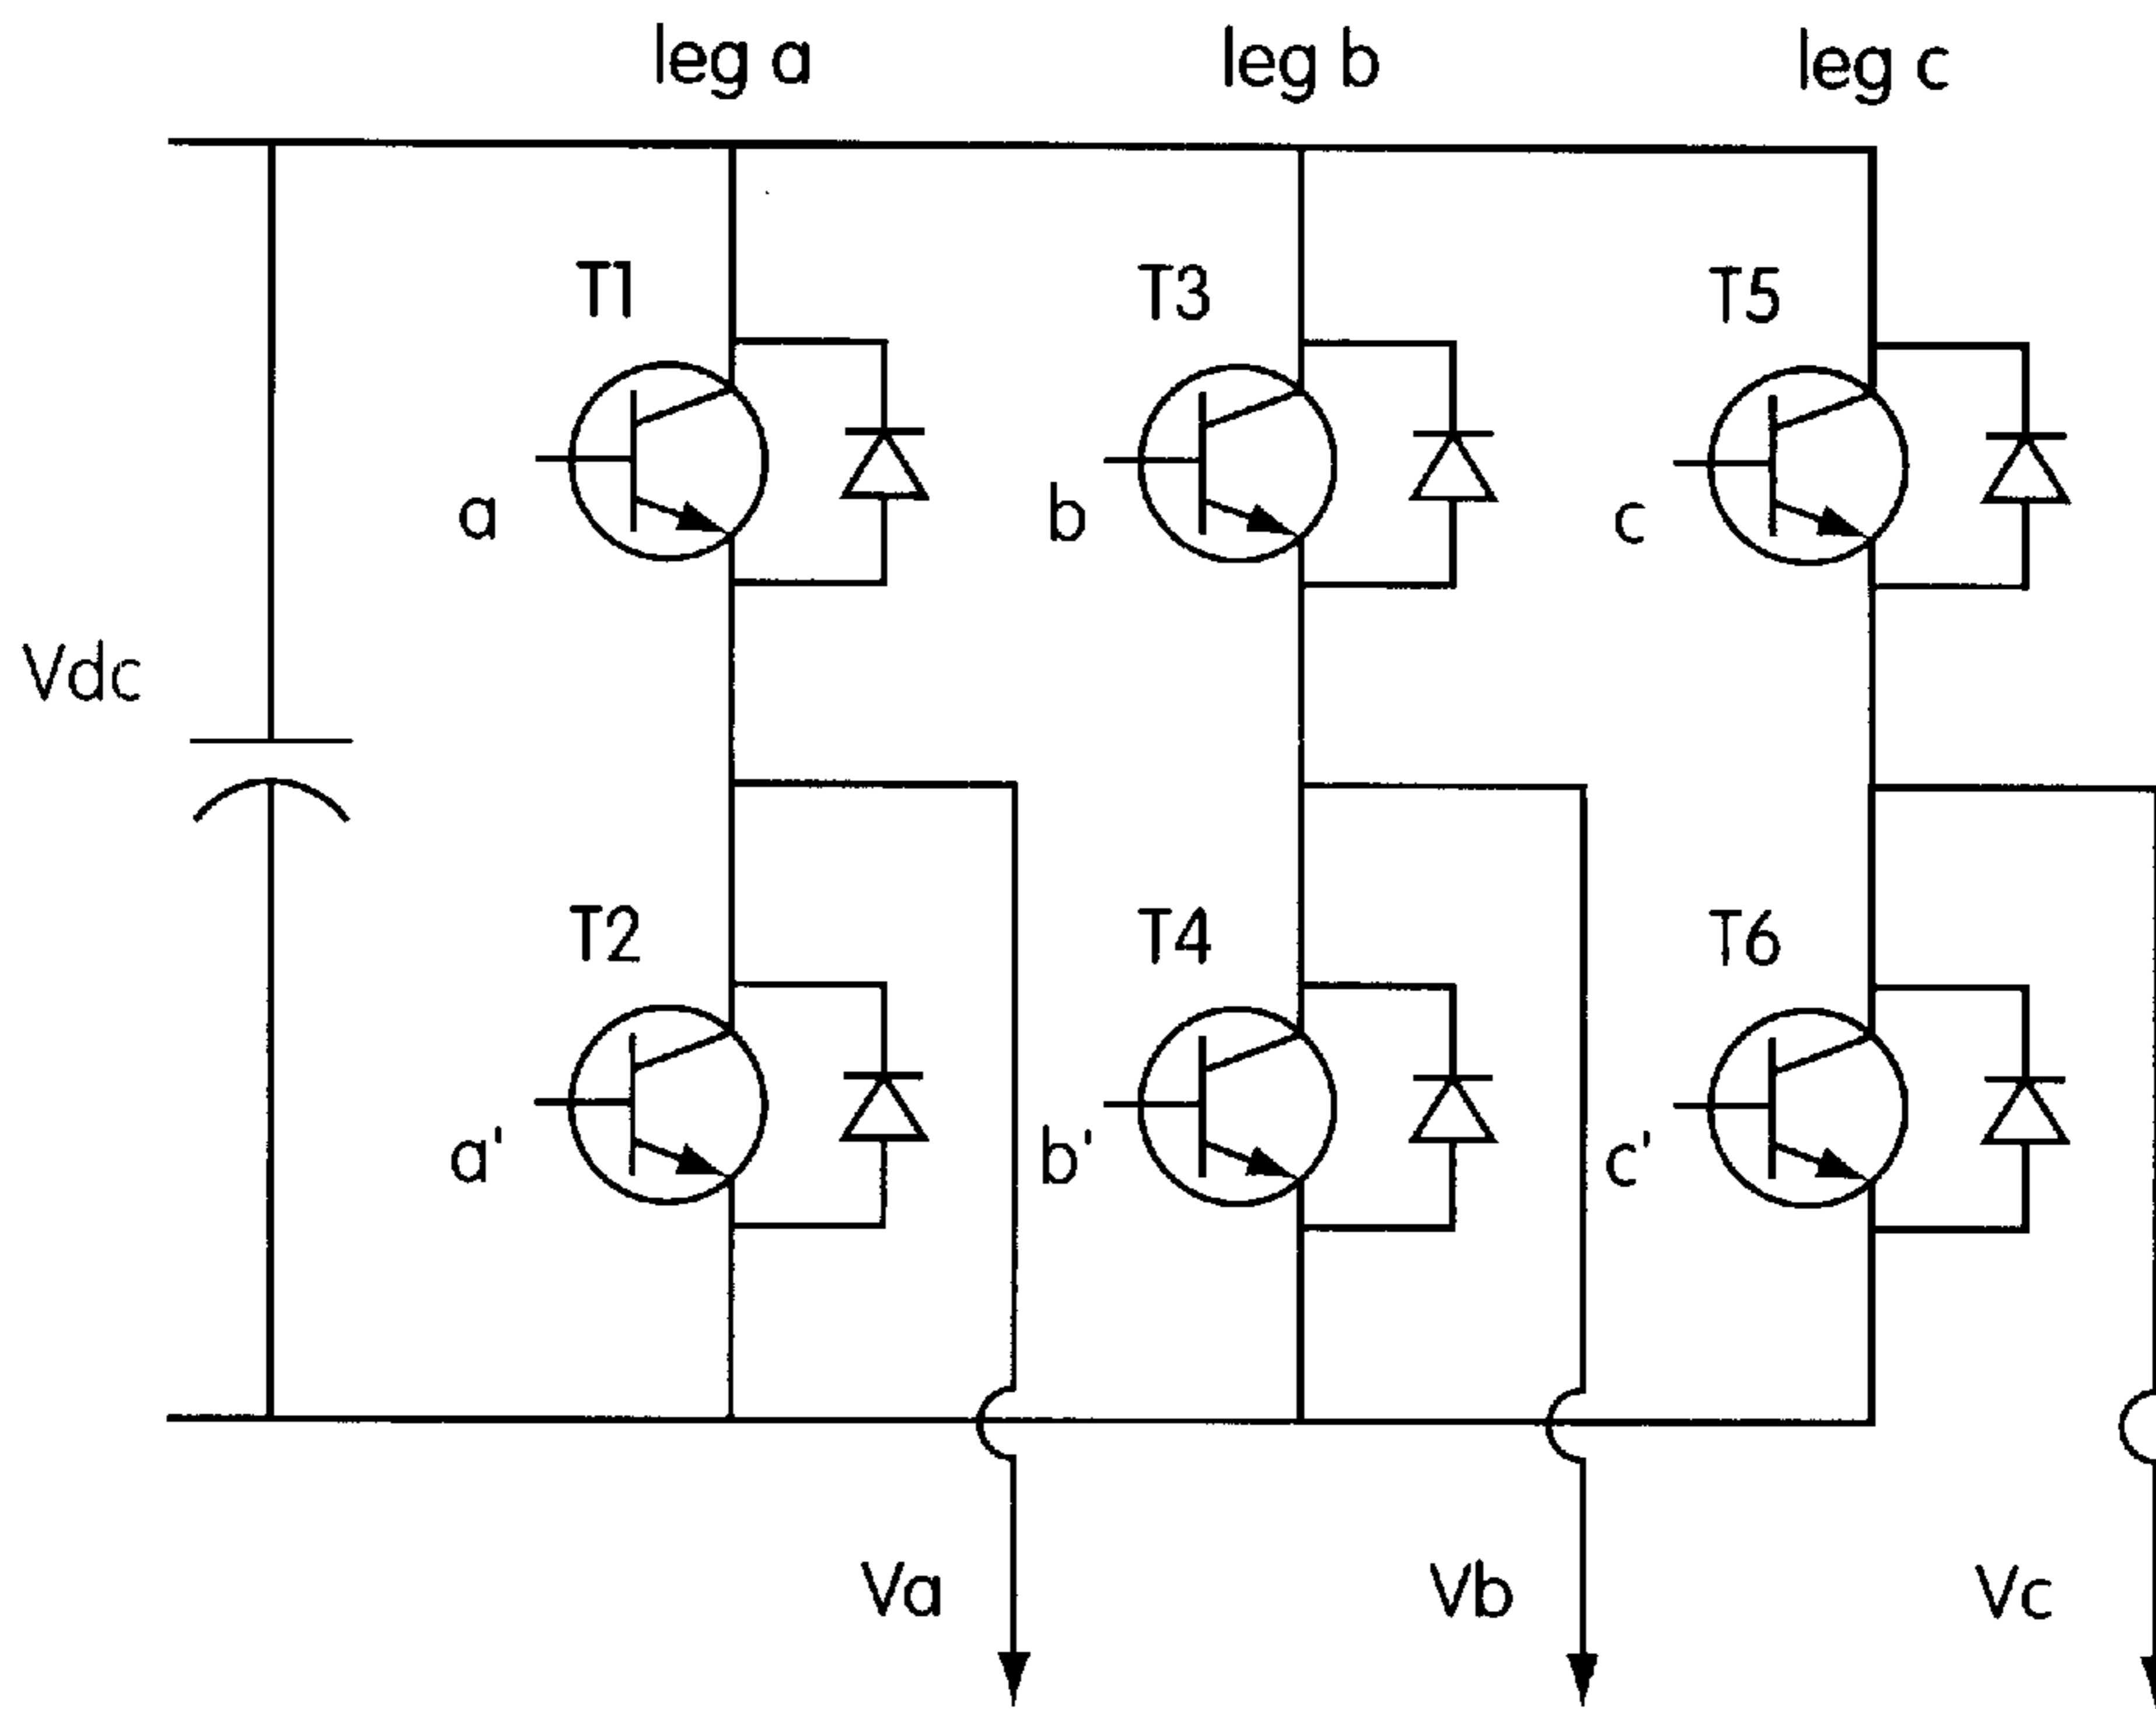 leg a leg b leg c
T1 T3 T5
a b c
Vdc
T2 T4 T6
a' b' c'
Va Vb Vc